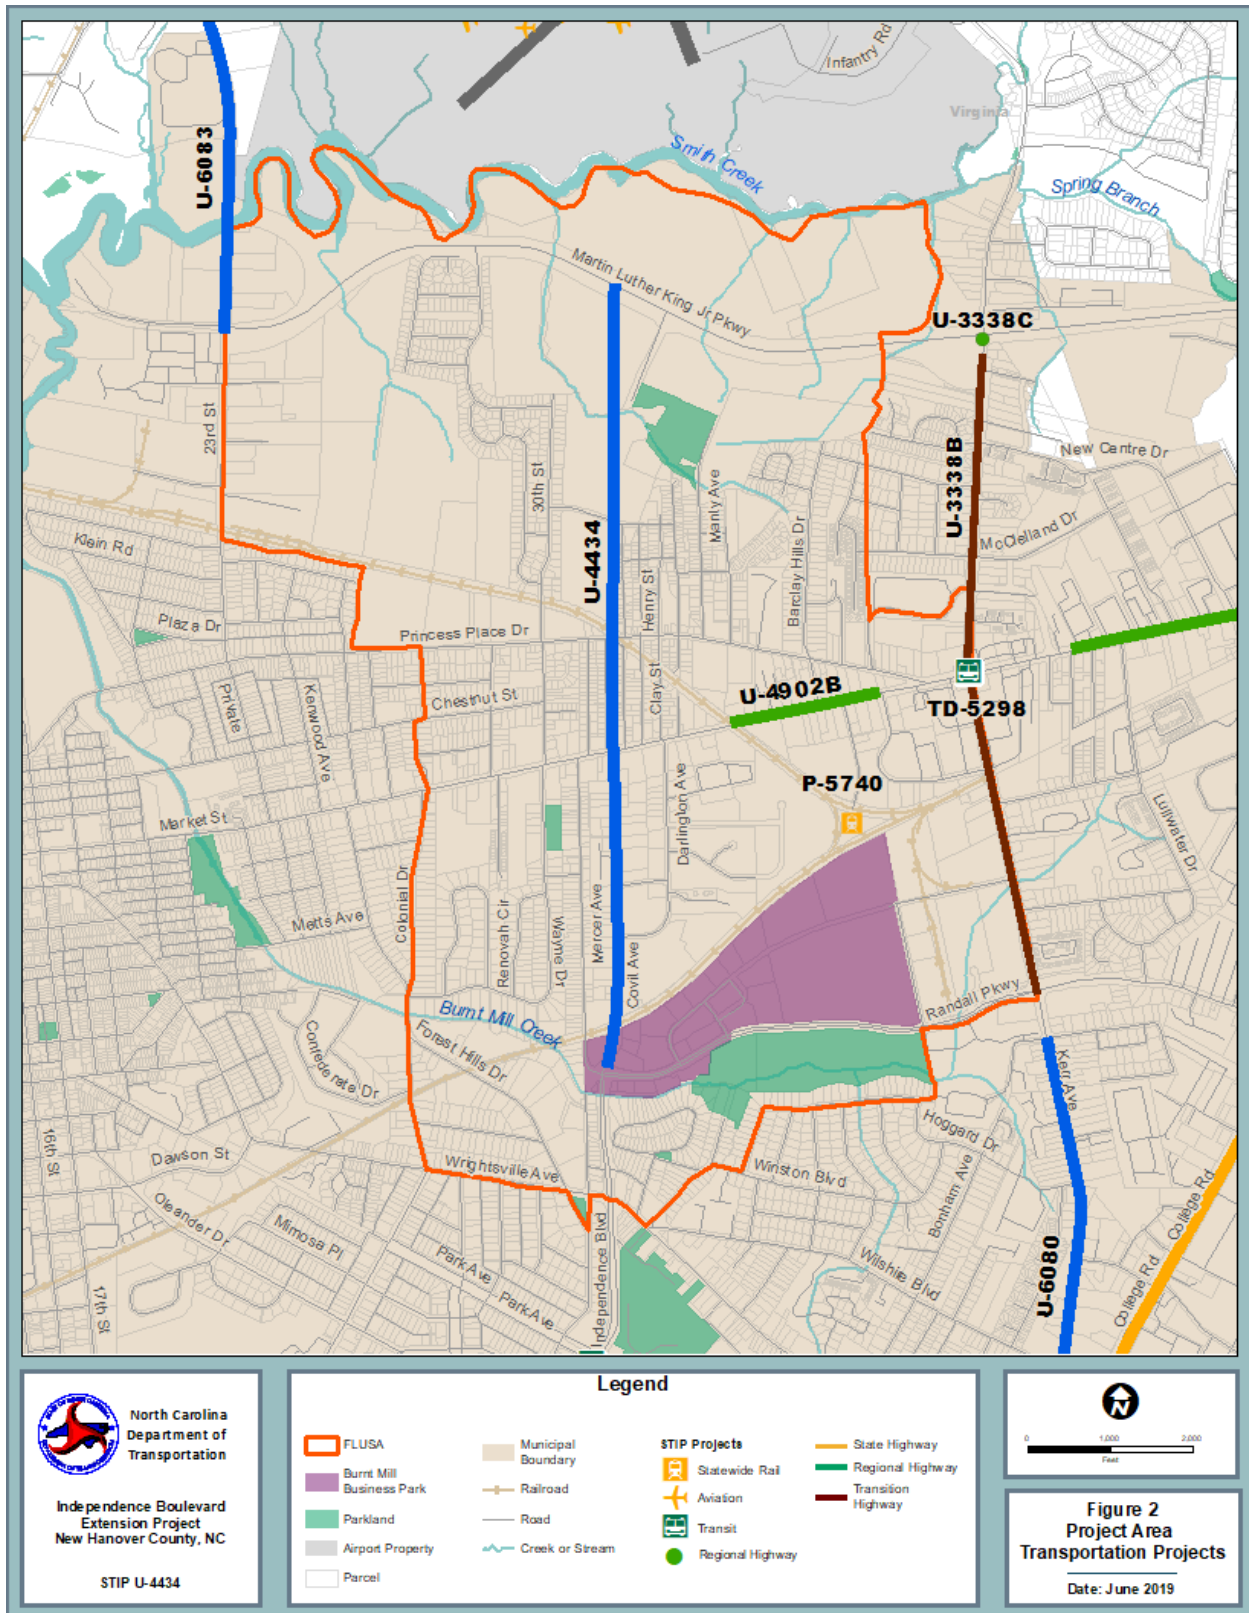 Infantry Rd
Virginia
Smith Creek
Spring Branch
U-6083
Martin Luther King Jr Pkwy
U-3338C
23rd St
30th St
U-4434
Manly Ave
Henry St
Barclay Hills Dr
U-3338B
New Centre Dr
McClelland Dr
Klein Rd
Plaza Dr
Princess Place Dr
Private
Kenwood Ave
Chestnut St
Clay St
U-4902B
TD-5298
P-5740
Market St
Darlington Ave
Lullwater Dr
Metts Ave
Colonial Dr
Renovah Cir
Wayne Dr
Mercer Ave
Covil Ave
Randall Pkwy
Burnt Mill Creek
Forest Hills Dr
Confederate Dr
Kerr Ave
16th St
Dawson St
Wrightsville Ave
Winston Blvd
Hoggard Dr
Bonham Ave
Oleander Dr
Mimosa Pl
Park Ave
Park Ave
Independence Blvd
Wilshire Blvd
U-6080
College Rd
College Rd
17th St
North Carolina
Department of
Transportation
Independence Boulevard
Extension Project
New Hanover County, NC
STIP U-4434
Legend
FLUSA
Burnt Mill
Business Park
Parkland
Airport Property
Parcel
Municipal
Boundary
Railroad
Road
Creek or Stream
STIP Projects
Statewide Rail
Aviation
Transit
Regional Highway
State Highway
Regional Highway
Transition
Highway
N
0 1,000 2,000
Feet
Figure 2
Project Area
Transportation Projects
Date: June 2019